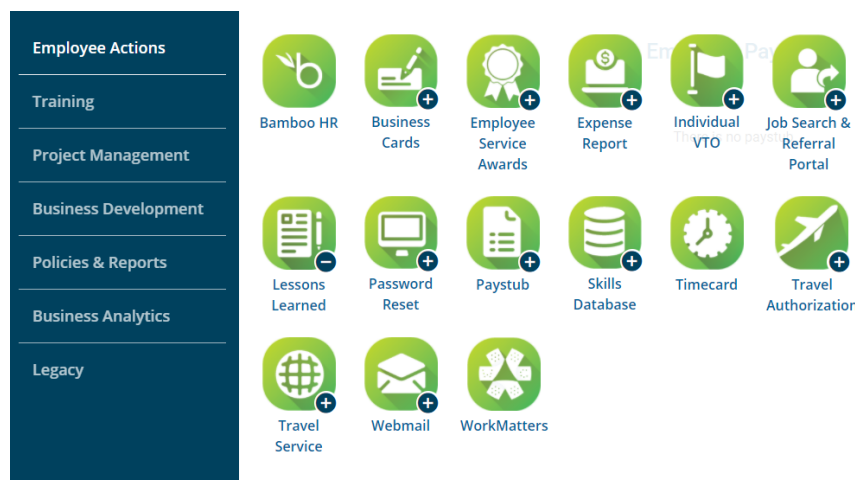 Employee Actions
Training
Project Management
Business Development
Policies & Reports
Business Analytics
Legacy
Bamboo HR
Business
Cards
Employee
Service
Awards
Expense
Report
Individual
VTO
Job Search &
Referral
Portal
Lessons
Learned
Password
Reset
Paystub
Skills
Database
Timecard
Travel
Authorization
Travel
Service
Webmail
WorkMatters